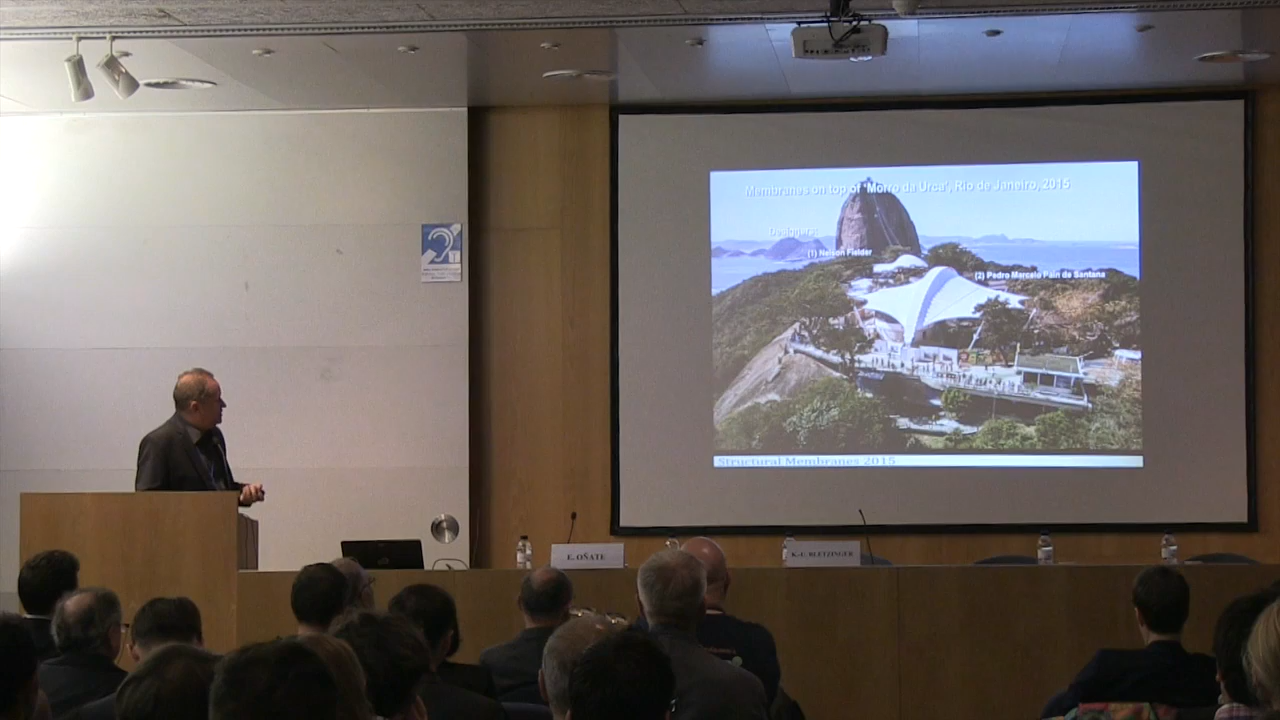 Membranes on top of 'Morro da Urca', Rio de Janeiro, 2015
Designers:
(1) Nelson Fiedler
(2) Pedro Marcelo Pain de Santana
Structural Membranes 2015
E. OÑATE
K.-U. BLETZINGER